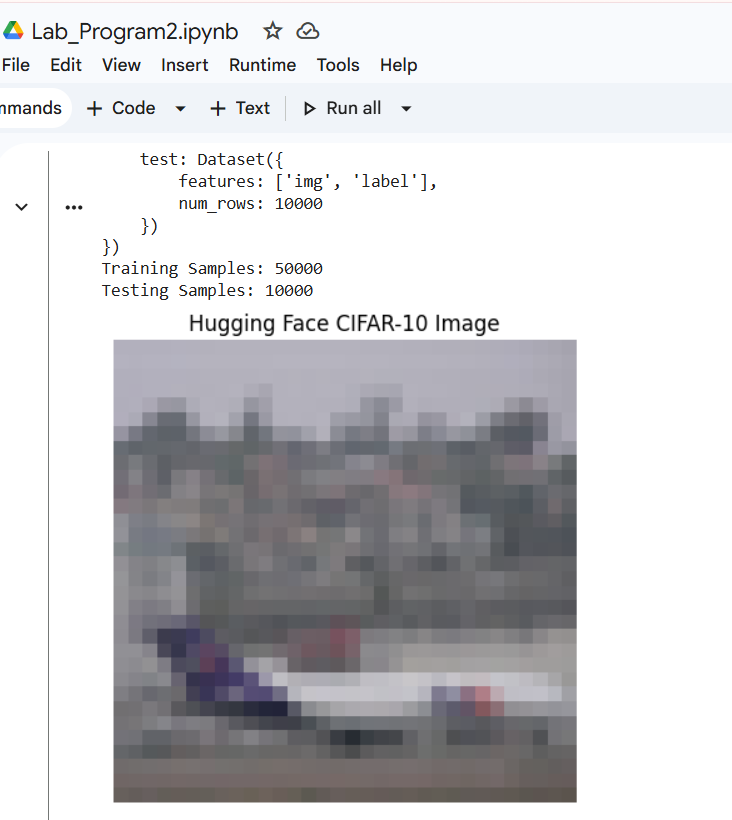 Lab_Program2.ipynb
File Edit View Insert Runtime Tools Help
mmands + Code + Text Run all
test: Dataset({
features: ['img', 'label'],
num_rows: 10000
})
})
Training Samples: 50000
Testing Samples: 10000
Hugging Face CIFAR-10 Image